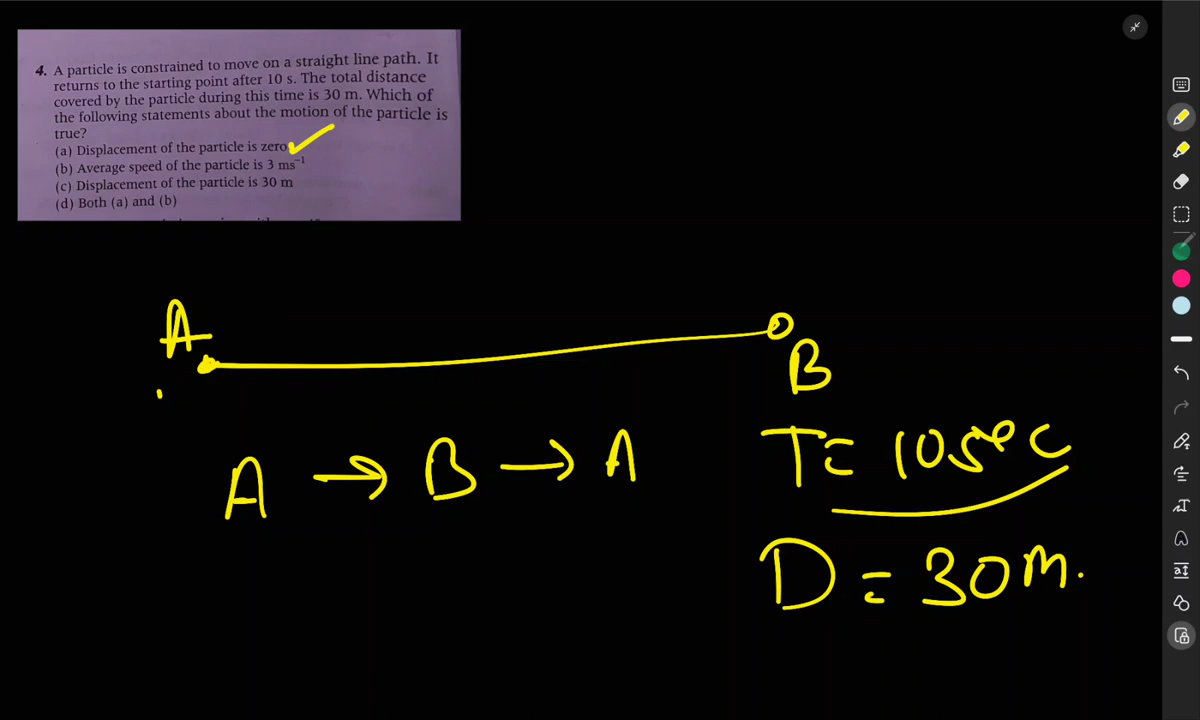 4. A particle is constrained to move on a straight line path. It
returns to the starting point after 10 s. The total distance
covered by the particle during this time is 30 m. Which of
the following statements about the motion of the particle is
true?
(a) Displacement of the particle is zero
(b) Average speed of the particle is 3 ms⁻¹
(c) Displacement of the particle is 30 m
(d) Both (a) and (b)
A
B
A → B → A
T = 10 sec
D = 30 m.